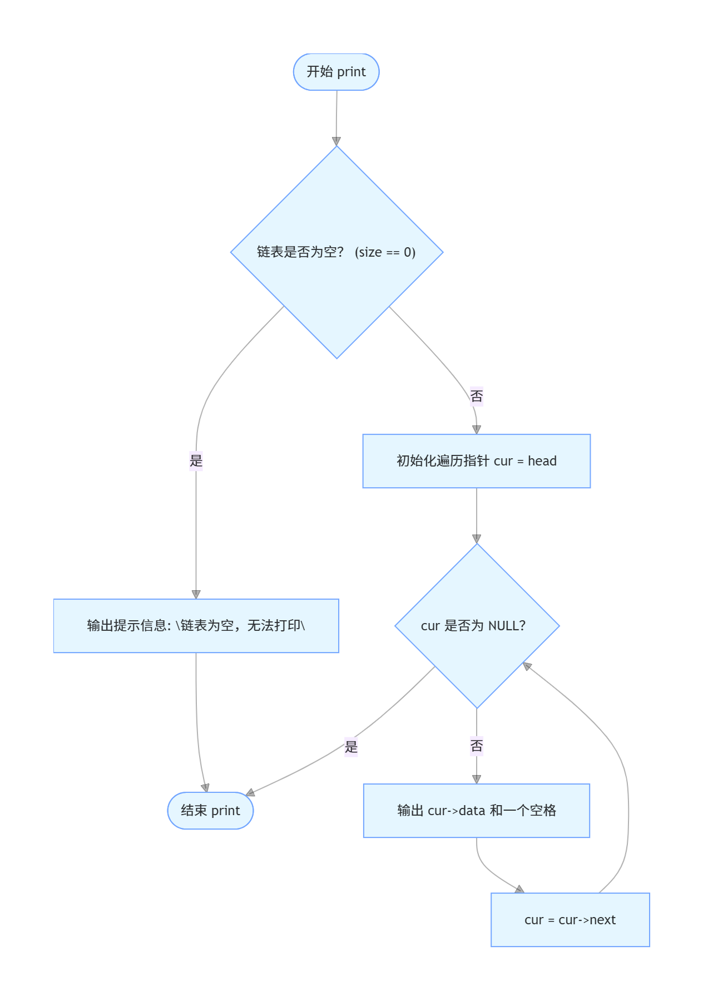 开始 print
链表是否为空？ (size == 0)
否
是
初始化遍历指针 cur = head
输出提示信息: \链表为空，无法打印\
cur 是否为 NULL？
是
否
结束 print
输出 cur->data 和一个空格
cur = cur->next